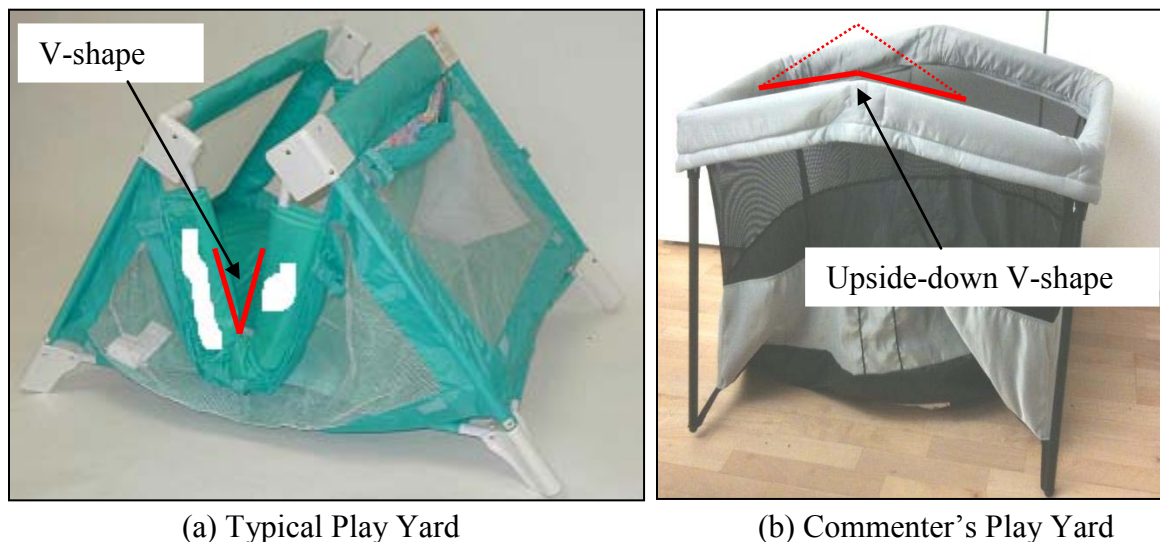 V-shape
Upside-down V-shape
(a) Typical Play Yard
(b) Commenter's Play Yard